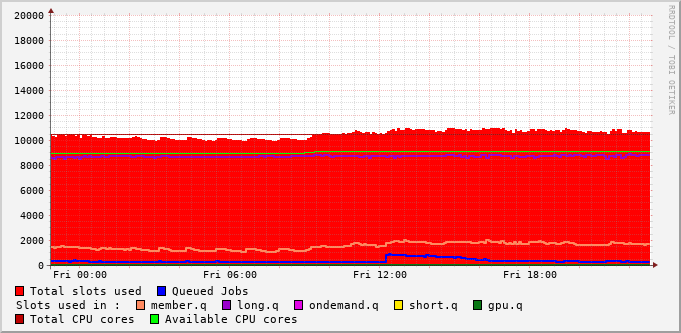 RRDTOOL / TOBI OETIKER
20000
18000
16000
14000
12000
10000
8000
6000
4000
2000
0
Fri 00:00 Fri 06:00 Fri 12:00 Fri 18:00
Total slots used Queued Jobs
Slots used in : member.q long.q ondemand.q short.q gpu.q
Total CPU cores Available CPU cores